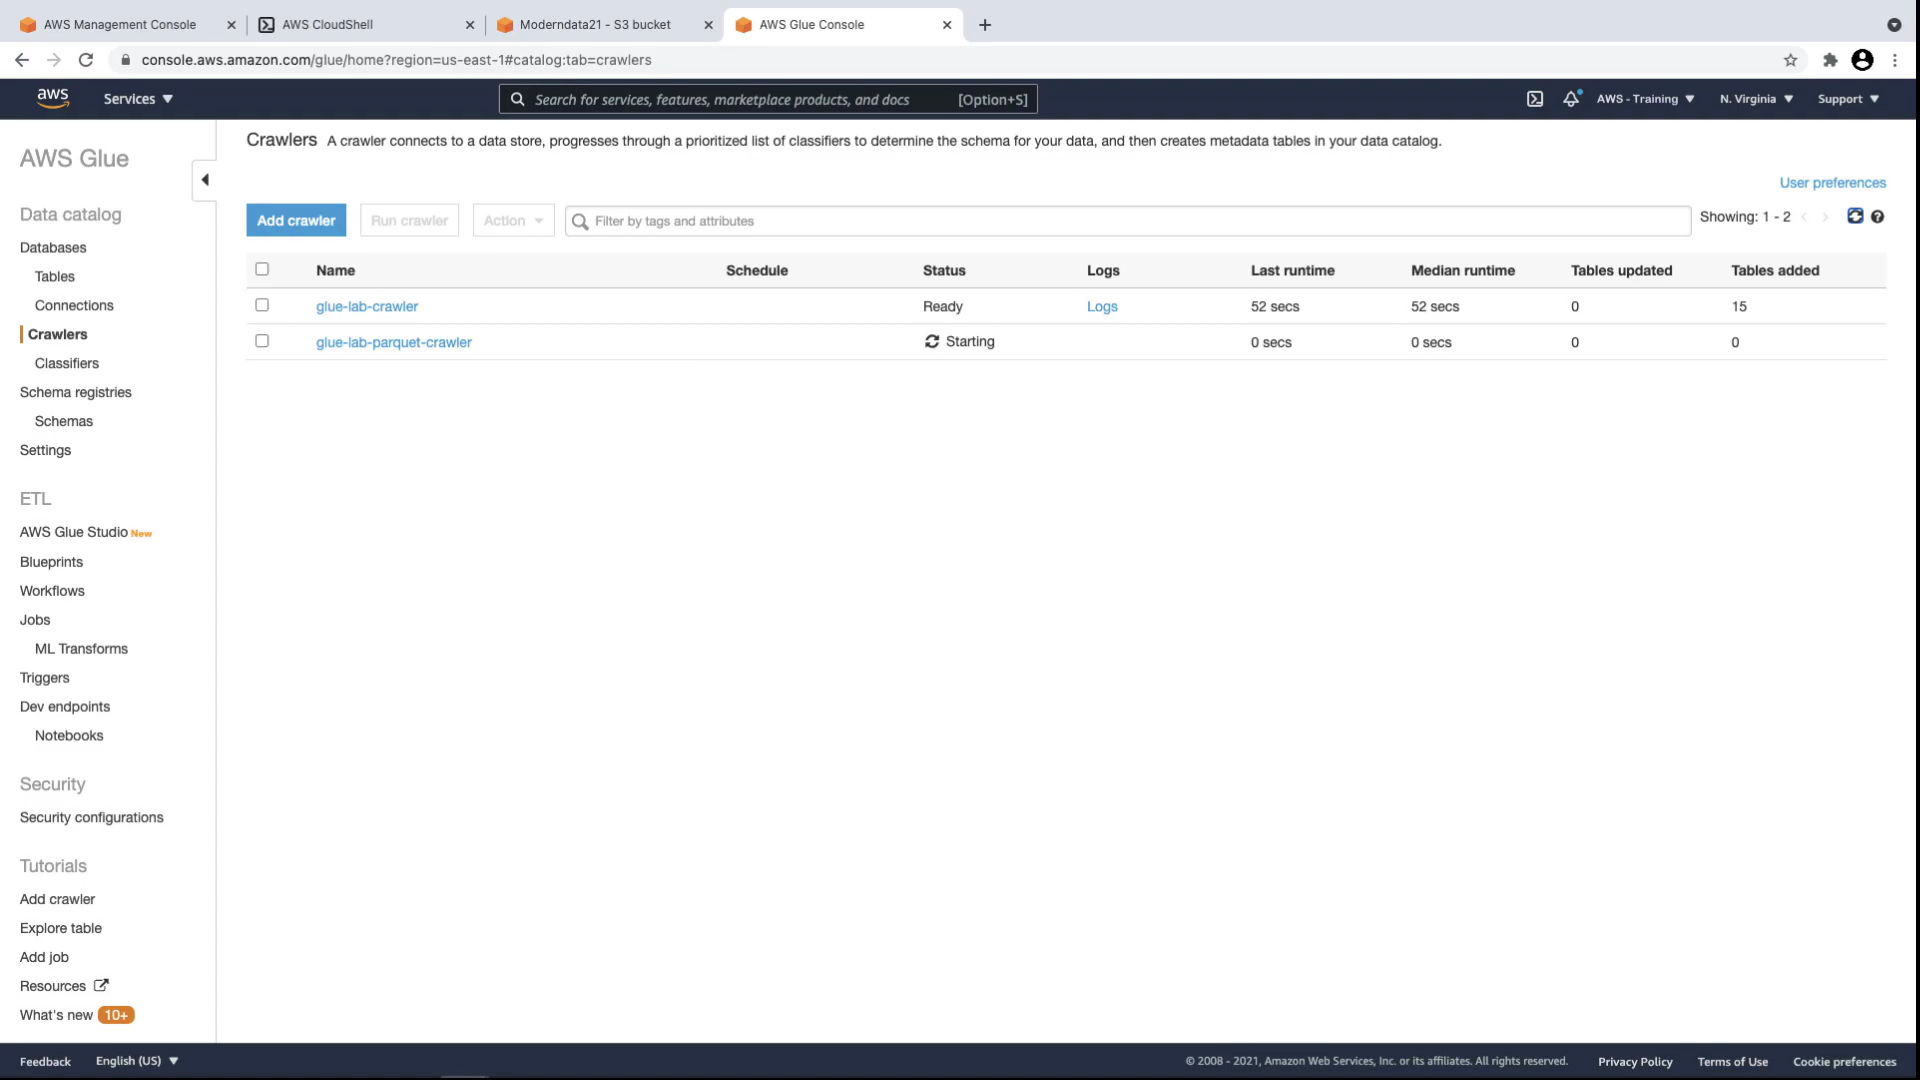 AWS Management Console
AWS CloudShell
Moderndata21 - S3 bucket
AWS Glue Console
console.aws.amazon.com/glue/home?region=us-east-1#catalog:tab=crawlers
aws
Services
Search for services, features, marketplace products, and docs [Option+S]
AWS - Training
N. Virginia
Support
AWS Glue
Data catalog
Databases
Tables
Connections
Crawlers
Classifiers
Schema registries
Schemas
Settings
ETL
AWS Glue Studio New
Blueprints
Workflows
Jobs
ML Transforms
Triggers
Dev endpoints
Notebooks
Security
Security configurations
Tutorials
Add crawler
Explore table
Add job
Resources
What's new 10+
Crawlers A crawler connects to a data store, progresses through a prioritized list of classifiers to determine the schema for your data, and then creates metadata tables in your data catalog.
User preferences
Add crawler Run crawler Action Filter by tags and attributes Showing: 1 - 2
Name Schedule Status Logs Last runtime Median runtime Tables updated Tables added
glue-lab-crawler Ready Logs 52 secs 52 secs 0 15
glue-lab-parquet-crawler Starting 0 secs 0 secs 0 0
Feedback English (US) © 2008 - 2021, Amazon Web Services, Inc. or its affiliates. All rights reserved. Privacy Policy Terms of Use Cookie preferences